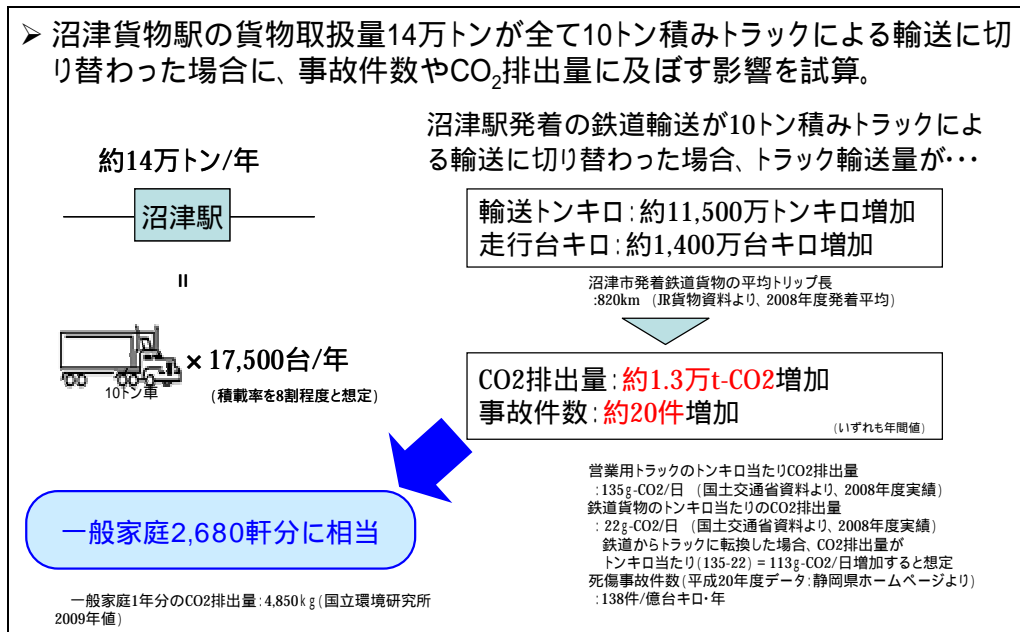 ➢ 沼津貨物駅の貨物取扱量14万トンが全て10トン積みトラックによる輸送に切
り替わった場合に、事故件数やCO2排出量に及ぼす影響を試算。
約14万トン/年
沼津駅
=
10トン車
× 17,500台/年
(積載率を8割程度と想定)
沼津駅発着の鉄道輸送が10トン積みトラックによ
る輸送に切り替わった場合、トラック輸送量が・・・
輸送トンキロ:約11,500万トンキロ増加
走行台キロ:約1,400万台キロ増加
沼津市発着鉄道貨物の平均トリップ長
:820km (JR貨物資料より、2008年度発着平均)
CO2排出量:約1.3万t-CO2増加
事故件数:約20件増加
(いずれも年間値)
一般家庭2,680軒分に相当
一般家庭1年分のCO2排出量:4,850kg(国立環境研究所
2009年値)
営業用トラックのトンキロ当たりCO2排出量
:135g-CO2/日 (国土交通省資料より、2008年度実績)
鉄道貨物のトンキロ当たりのCO2排出量
:22g-CO2/日 (国土交通省資料より、2008年度実績)
鉄道からトラックに転換した場合、CO2排出量が
トンキロ当たり(135-22)=113g-CO2/日増加すると想定
死傷事故件数(平成20年度データ:静岡県ホームページより)
:138件/億台キロ・年